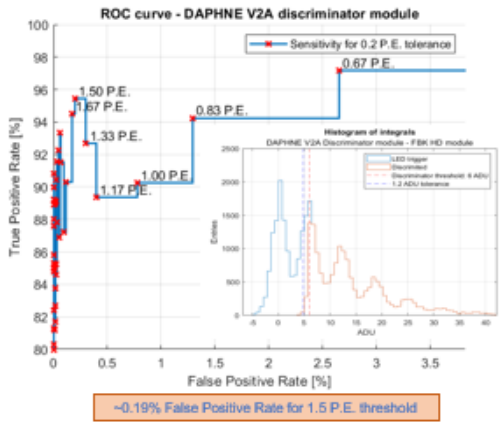 ROC curve - DAPHNE V2A discriminator module
100
98
96
94
92
90
88
86
84
82
80
True Positive Rate [%]
Sensitivity for 0.2 P.E. tolerance
0.67 P.E.
1.50 P.E.
1.67 P.E.
0.83 P.E.
1.33 P.E.
1.00 P.E.
1.17 P.E.
Histogram of integrals
DAPHNE V2A Discriminator module - FBK HD module
LED trigger
Discrimited
Discriminator threshold: 6 ADU
1.2 ADU tolerance
2500
2000
1500
1000
500
0
Entries
-5 0 5 10 15 20 25 30 35 40
ADU
0 0.5 1 1.5 2 2.5 3 3.5
False Positive Rate [%]
~0.19% False Positive Rate for 1.5 P.E. threshold